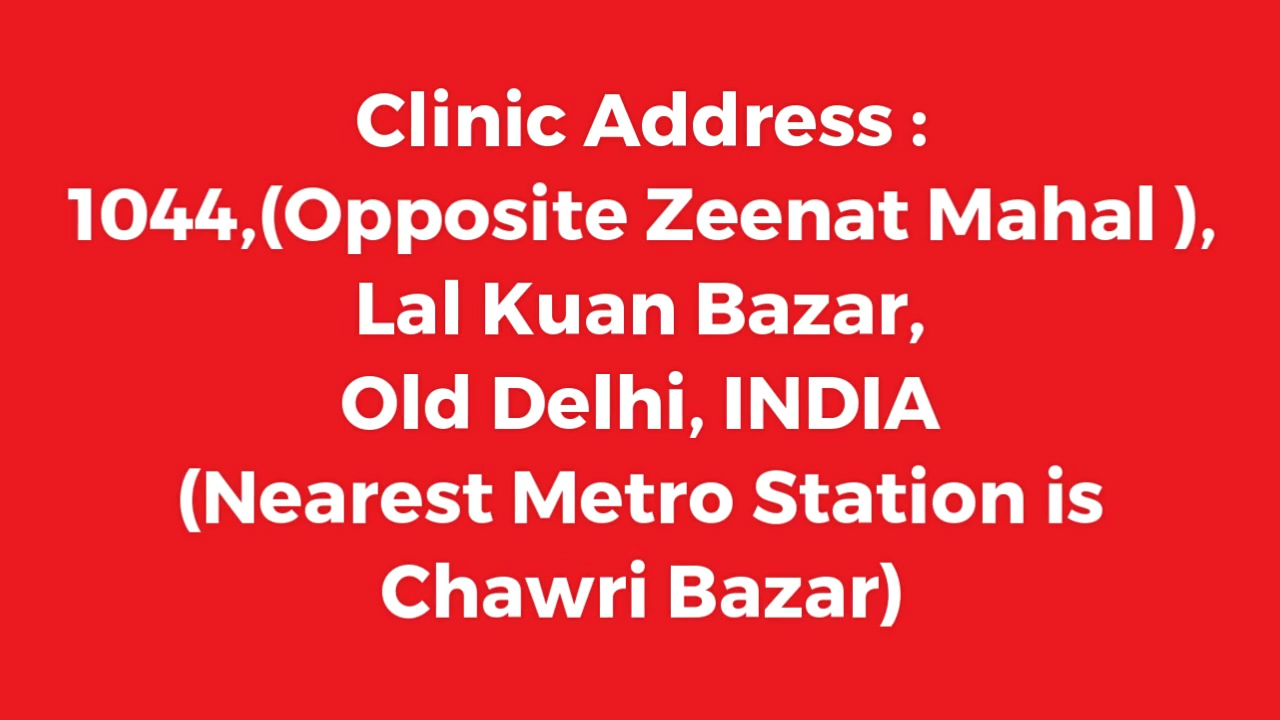 Clinic Address :
1044,(Opposite Zeenat Mahal ),
Lal Kuan Bazar,
Old Delhi, INDIA
(Nearest Metro Station is
Chawri Bazar)